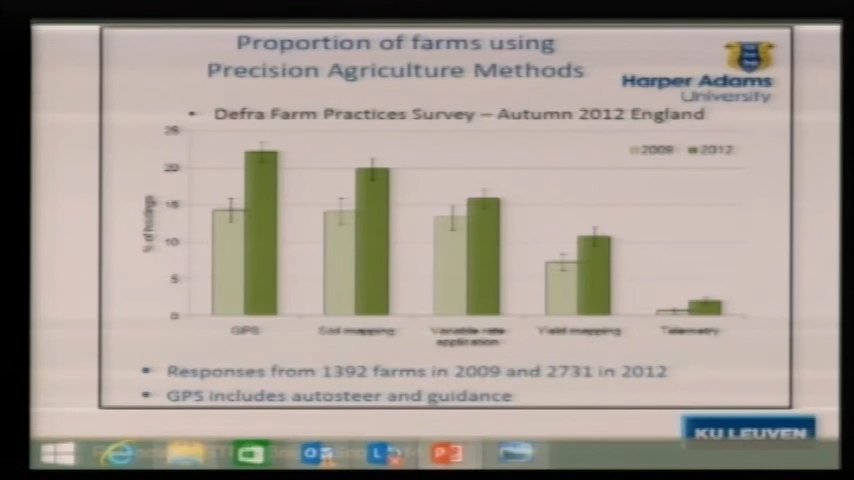 Proportion of farms using
Precision Agriculture Methods
Harper Adams
University
• Defra Farm Practices Survey – Autumn 2012 England
2009 2012
% of holdings
25
20
15
10
5
0
GPS Soil mapping Variable rate application Yield mapping Telemetry
• Responses from 1392 farms in 2009 and 2731 in 2012
• GPS includes autosteer and guidance
KU LEUVEN